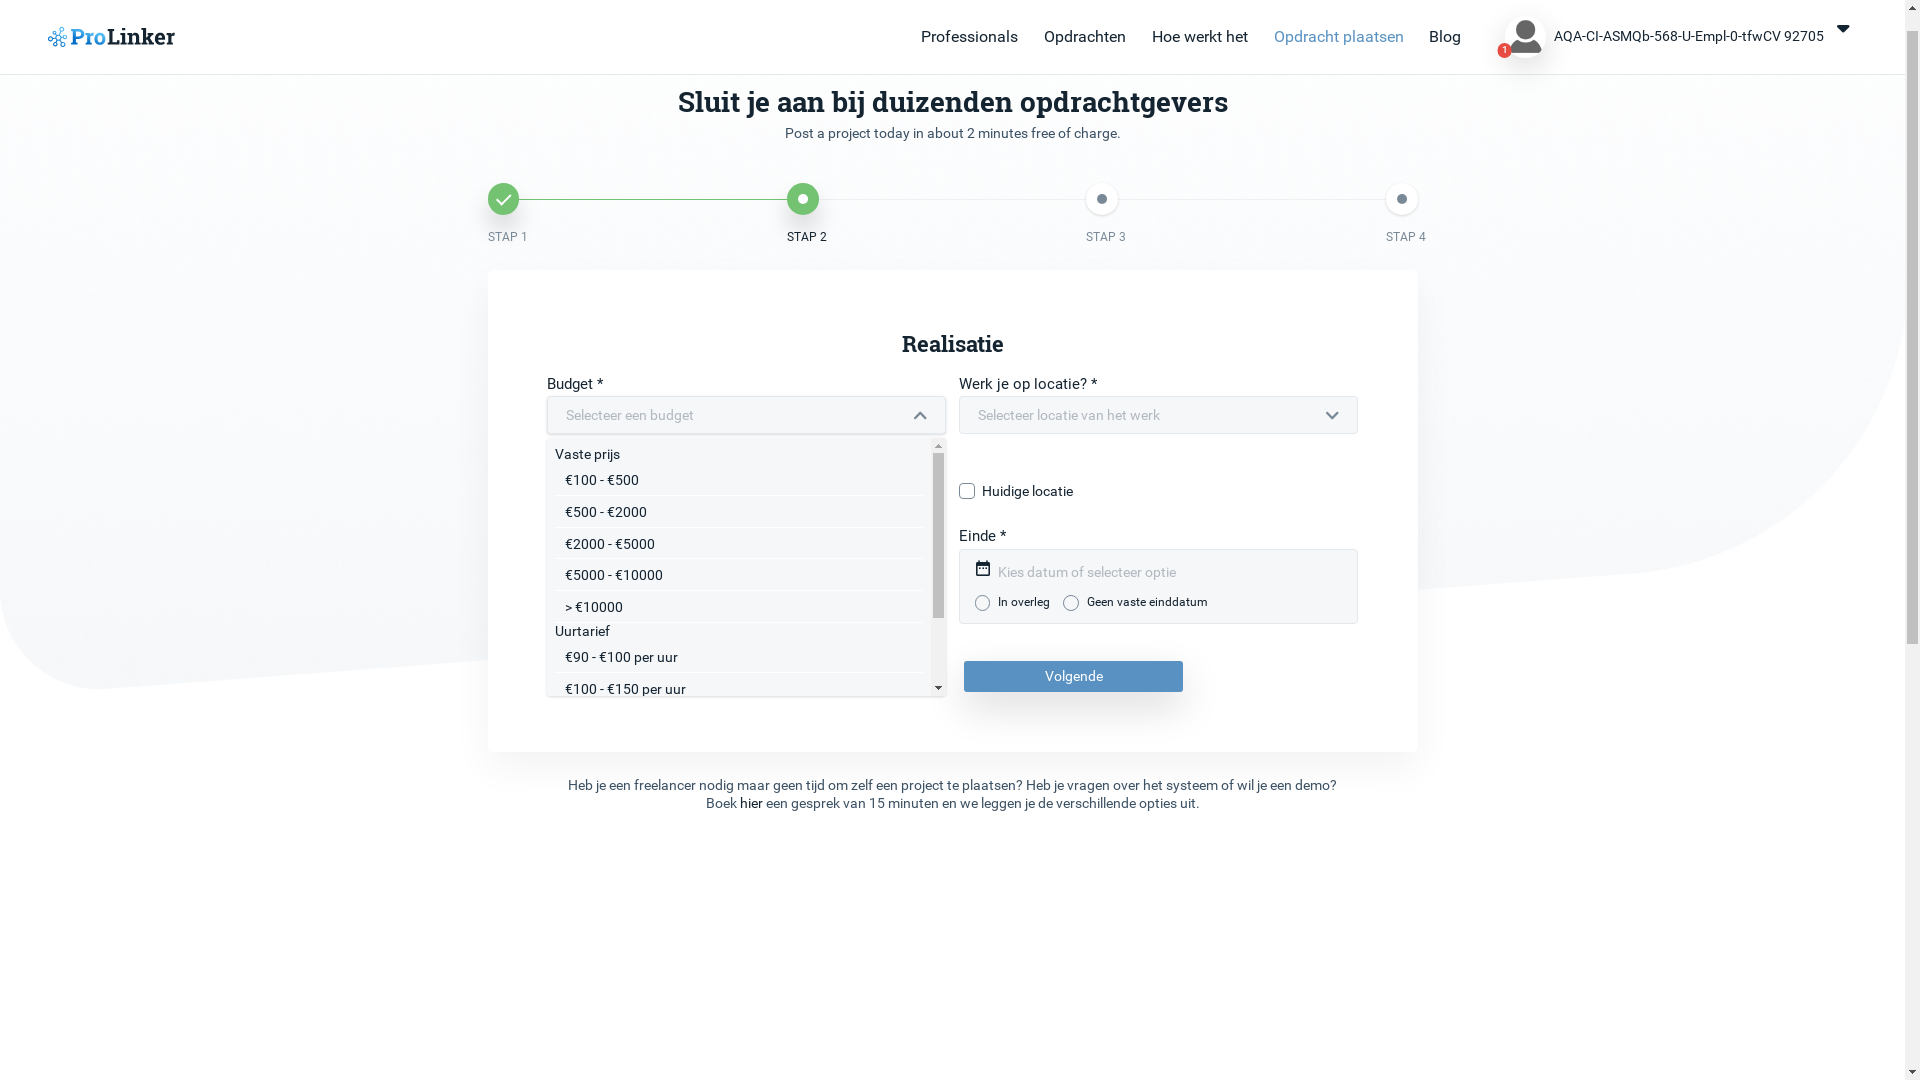 ProLinker
Professionals
Opdrachten
Hoe werkt het
Opdracht plaatsen
Blog
1
AQA-CI-ASMQb-568-U-Empl-0-tfwCV 92705
Sluit je aan bij duizenden opdrachtgevers
Post a project today in about 2 minutes free of charge.
STAP 1
STAP 2
STAP 3
STAP 4
Realisatie
Budget *
Selecteer een budget
Vaste prijs
€100 - €500
€500 - €2000
€2000 - €5000
€5000 - €10000
> €10000
Uurtarief
€90 - €100 per uur
€100 - €150 per uur
Werk je op locatie? *
Selecteer locatie van het werk
Huidige locatie
Einde *
Kies datum of selecteer optie
In overleg
Geen vaste einddatum
Volgende
Heb je een freelancer nodig maar geen tijd om zelf een project te plaatsen? Heb je vragen over het systeem of wil je een demo?
Boek hier een gesprek van 15 minuten en we leggen je de verschillende opties uit.